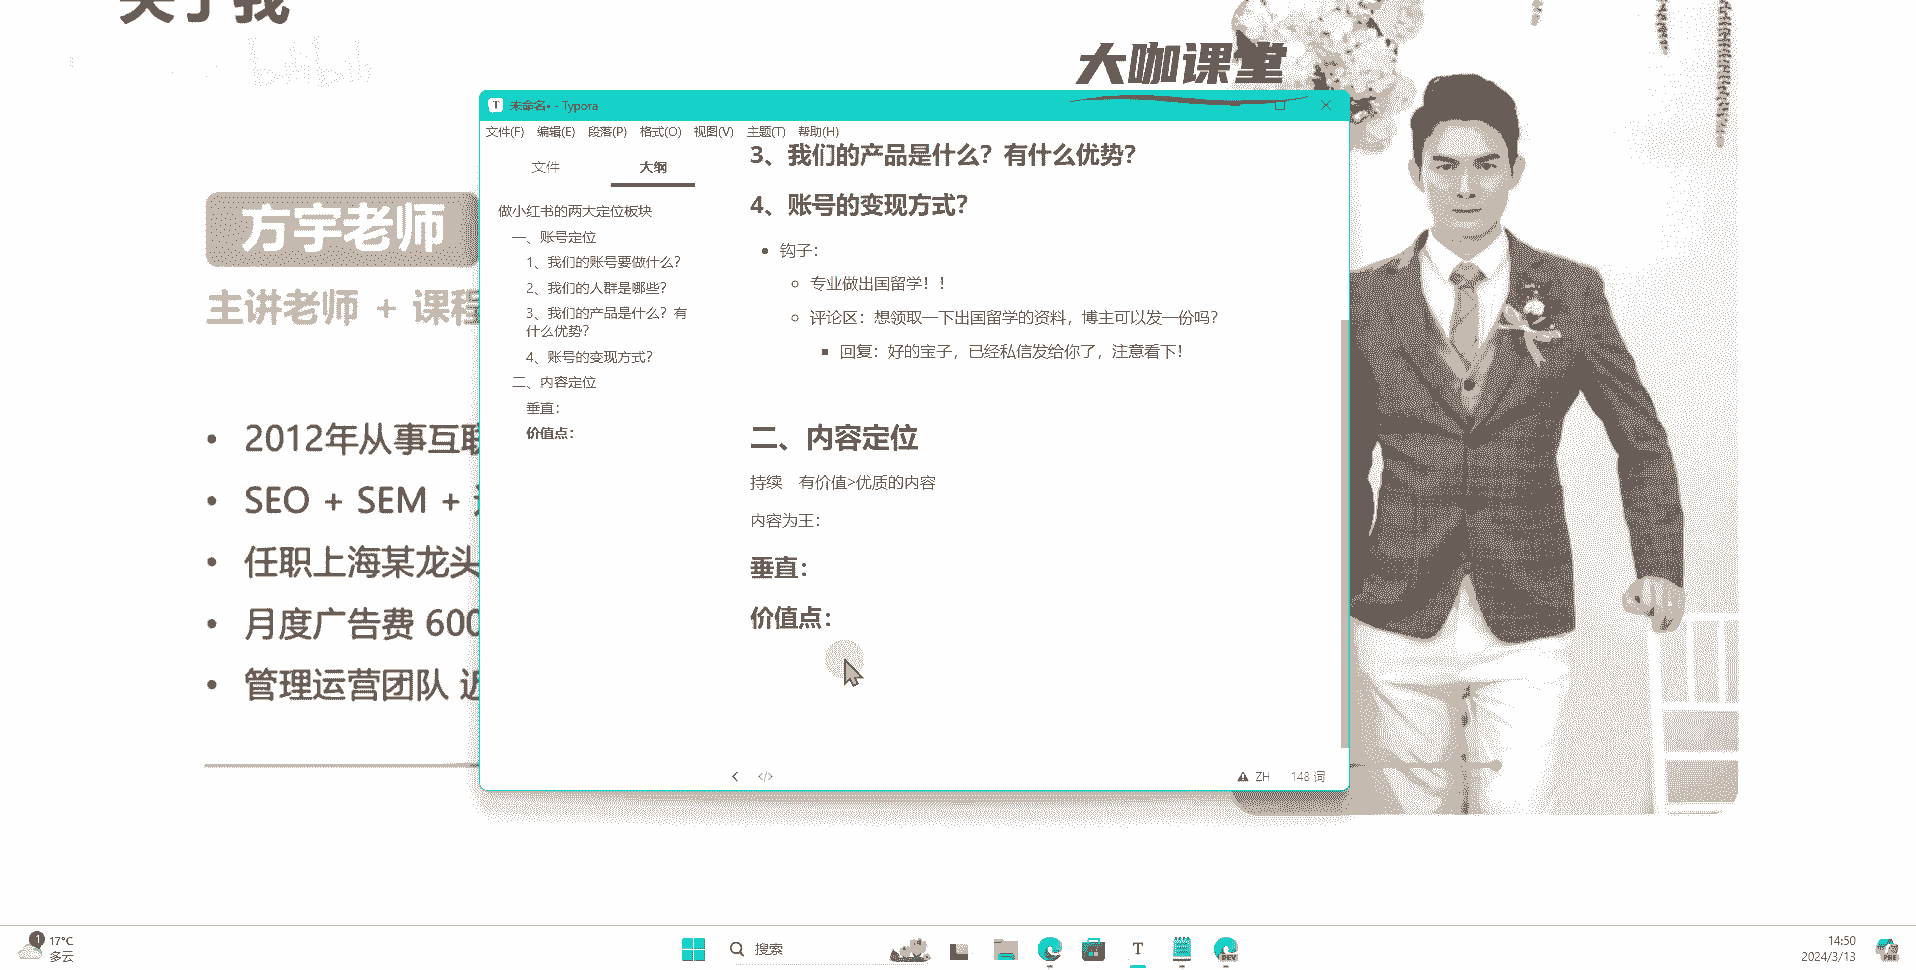 关于我
bilibili
大咖课堂
方宇老师
主讲老师 + 课程
• 2012年从事互联
• SEO + SEM +
• 任职上海某龙头
• 月度广告费 600
• 管理运营团队 近
未命名• - Typora
文件(F) 编辑(E) 段落(P) 格式(O) 视图(V) 主题(T) 帮助(H)
文件 大纲
做小红书的两大定位板块
一、账号定位
1、我们的账号要做什么？
2、我们的人群是哪些？
3、我们的产品是什么？有
什么优势？
4、账号的变现方式？
二、内容定位
垂直：
价值点：
3、我们的产品是什么？有什么优势？
4、账号的变现方式？
• 钩子：
专业做出国留学！！
评论区：想领取一下出国留学的资料，博主可以发一份吗？
回复：好的宝子，已经私信发给你了，注意看下！
二、内容定位
持续 有价值>优质的内容
内容为王：
垂直：
价值点：
ZH 148 词
1
17°C
多云
搜索
T
DEV
14:50
2024/3/13
PRE